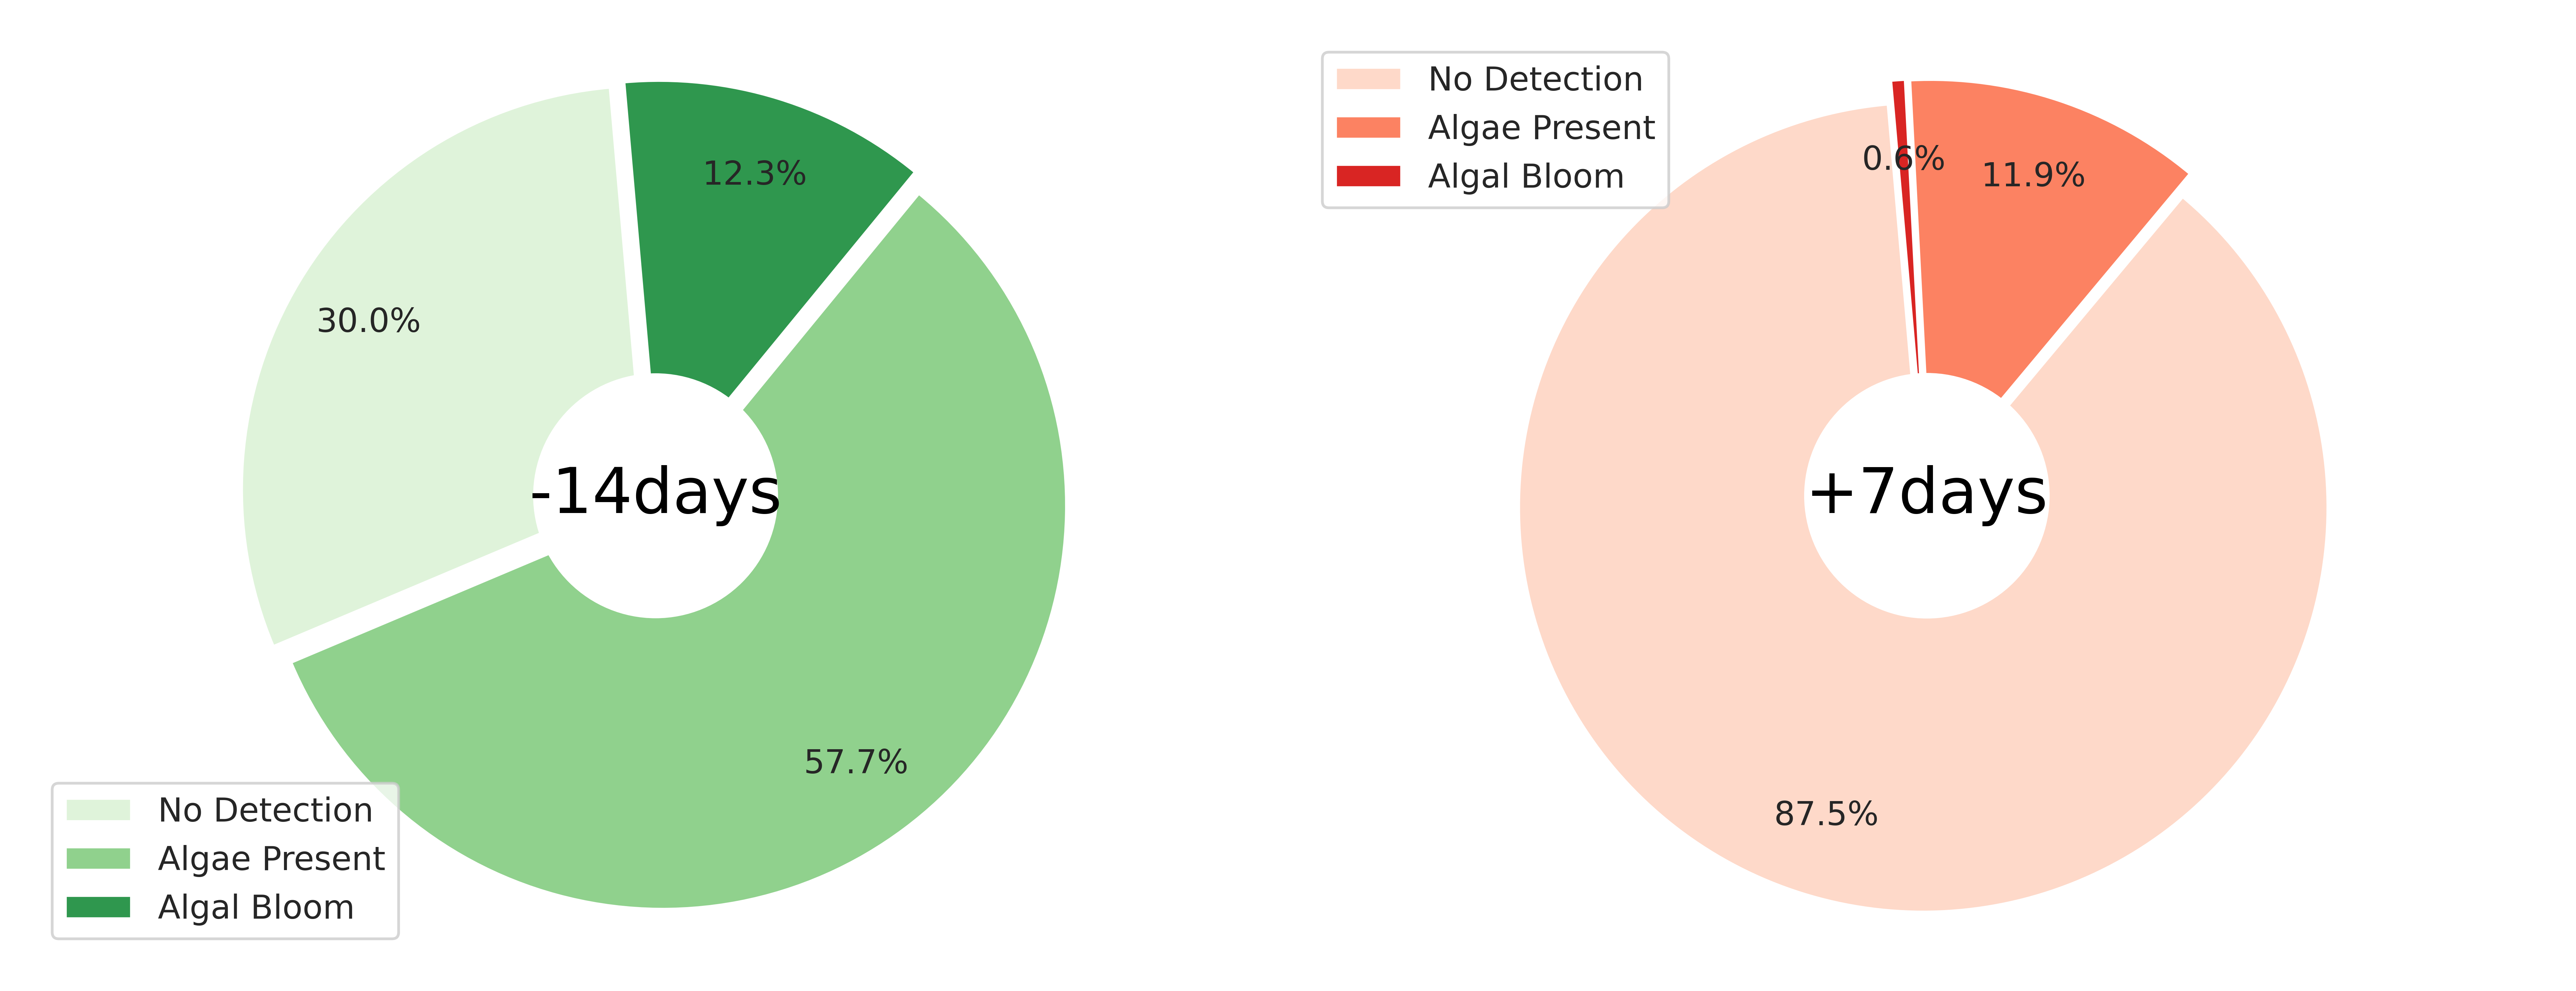 12.3%
30.0%
-14days
57.7%
No Detection
Algae Present
Algal Bloom
No Detection
Algae Present
Algal Bloom
0.6%
11.9%
+7days
87.5%